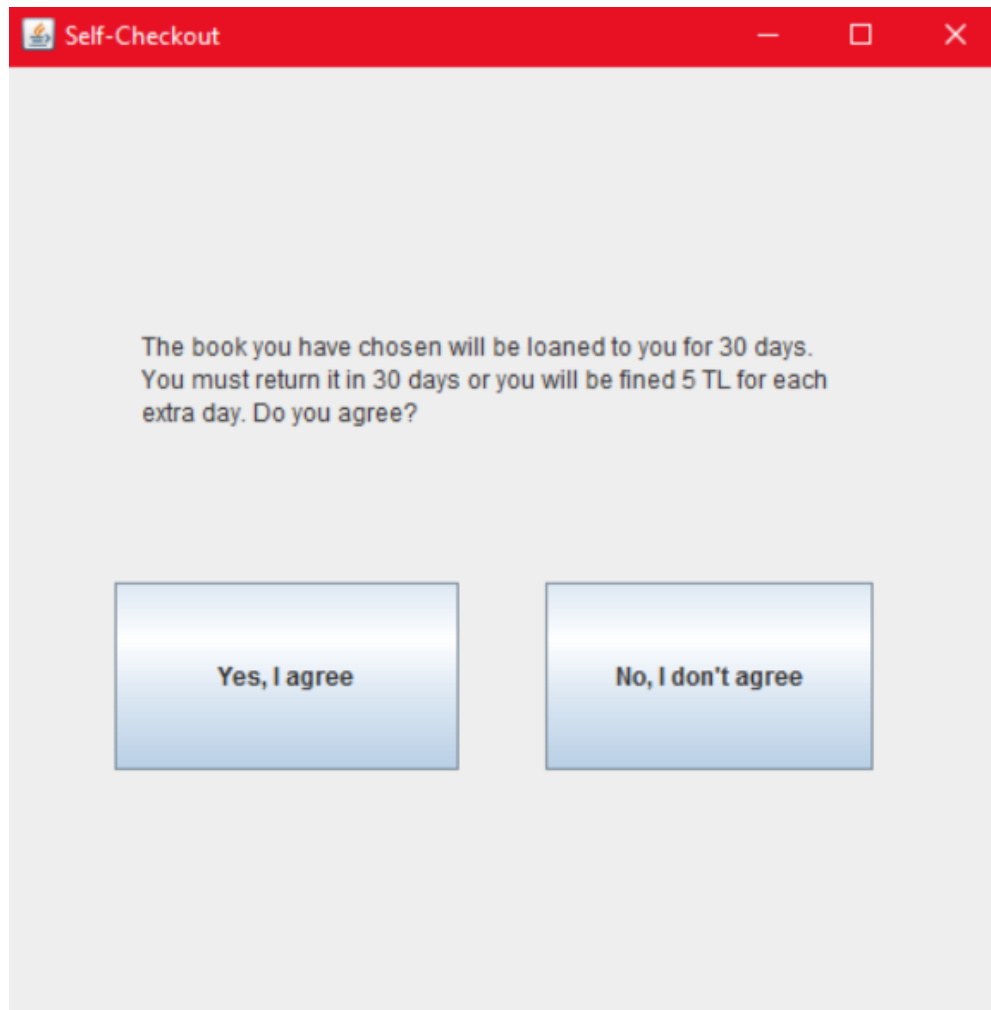 Self-Checkout
The book you have chosen will be loaned to you for 30 days.
You must return it in 30 days or you will be fined 5 TL for each
extra day. Do you agree?
Yes, I agree
No, I don't agree